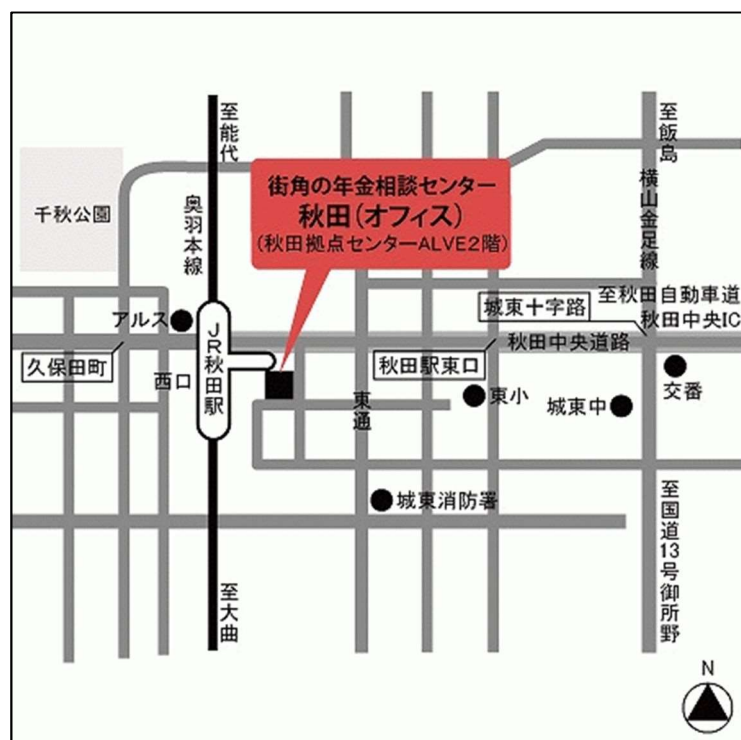 至能代
至飯島
街角の年金相談センター
秋田(オフィス)
(秋田拠点センターALVE2階)
千秋公園
奥羽本線
横山金足線
至秋田自動車道
秋田中央IC
城東十字路
アルス
JR秋田駅
久保田町
西口
秋田駅東口
秋田中央道路
東通
東小
城東中
交番
城東消防署
至国道13号御所野
至大曲
N